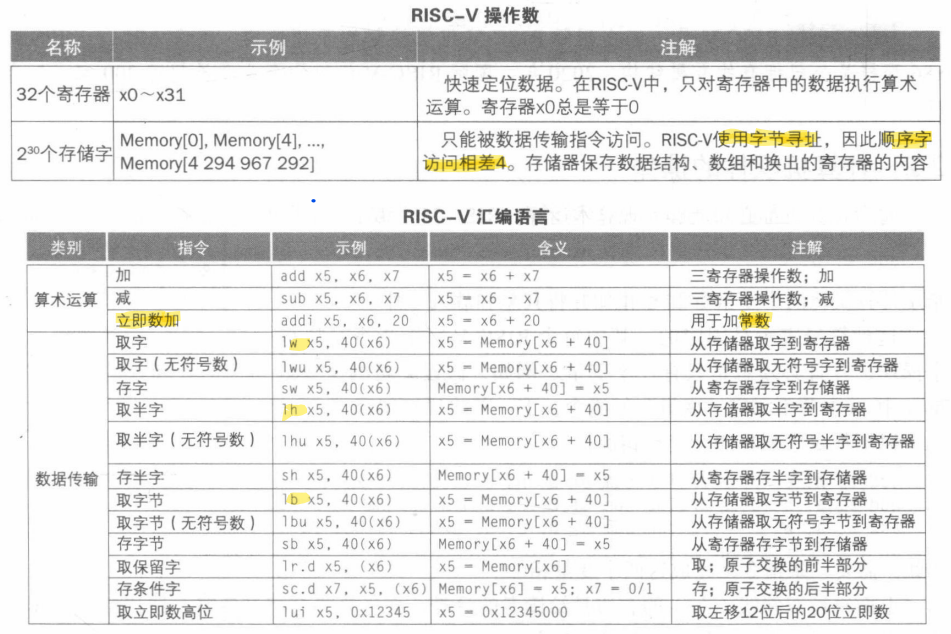 RISC-V 操作数
名称 示例 注解
32个寄存器 x0～x31 快速定位数据。在RISC-V中，只对寄存器中的数据执行算术
运算。寄存器x0总是等于0
2³⁰个存储字 Memory[0], Memory[4], ...,
Memory[4 294 967 292]
只能被数据传输指令访问。RISC-V使用字节寻址，因此顺序字
访问相差4。存储器保存数据结构、数组和换出的寄存器的内容
RISC-V 汇编语言
类别 指令 示例 含义 注解
算术运算
加 add x5, x6, x7 x5 = x6 + x7 三寄存器操作数；加
减 sub x5, x6, x7 x5 = x6 - x7 三寄存器操作数；减
立即数加 addi x5, x6, 20 x5 = x6 + 20 用于加常数
数据传输
取字 lw x5, 40(x6) x5 = Memory[x6 + 40] 从存储器取字到寄存器
取字（无符号数） lwu x5, 40(x6) x5 = Memory[x6 + 40] 从存储器取无符号字到寄存器
存字 sw x5, 40(x6) Memory[x6 + 40] = x5 从寄存器存字到存储器
取半字 lh x5, 40(x6) x5 = Memory[x6 + 40] 从存储器取半字到寄存器
取半字（无符号数） lhu x5, 40(x6) x5 = Memory[x6 + 40] 从存储器取无符号半字到寄存器
存半字 sh x5, 40(x6) Memory[x6 + 40] = x5 从寄存器存半字到存储器
取字节 lb x5, 40(x6) x5 = Memory[x6 + 40] 从存储器取字节到寄存器
取字节（无符号数） lbu x5, 40(x6) x5 = Memory[x6 + 40] 从存储器取无符号字节到寄存器
存字节 sb x5, 40(x6) Memory[x6 + 40] = x5 从寄存器存字节到存储器
取保留字 lr.d x5, (x6) x5 = Memory[x6] 取；原子交换的前半部分
存条件字 sc.d x7, x5, (x6) Memory[x6] = x5; x7 = 0/1 存；原子交换的后半部分
取立即数高位 lui x5, 0x12345 x5 = 0x12345000 取左移12位后的20位立即数